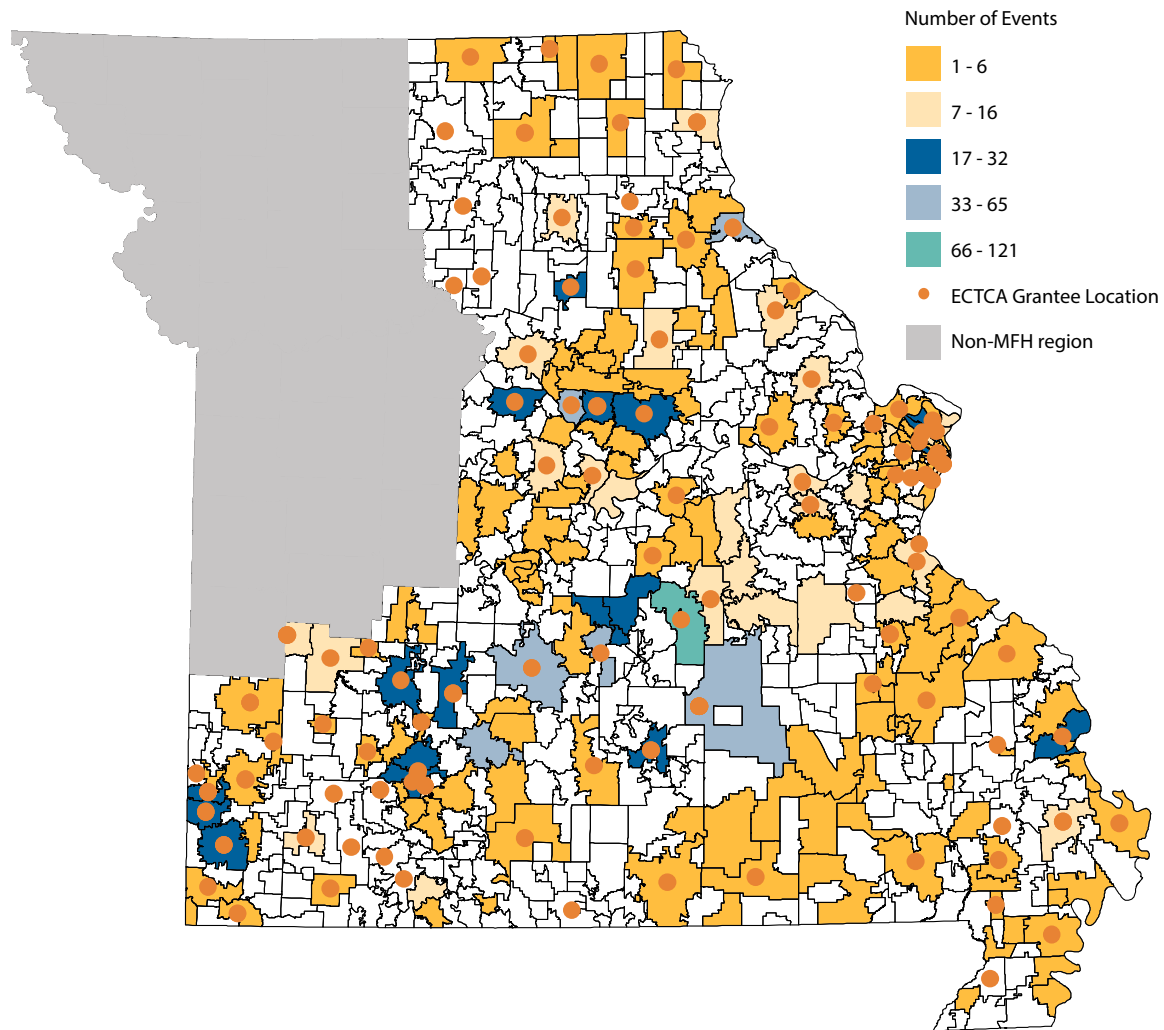 Number of Events
1 - 6
7 - 16
17 - 32
33 - 65
66 - 121
ECTCA Grantee Location
Non-MFH region